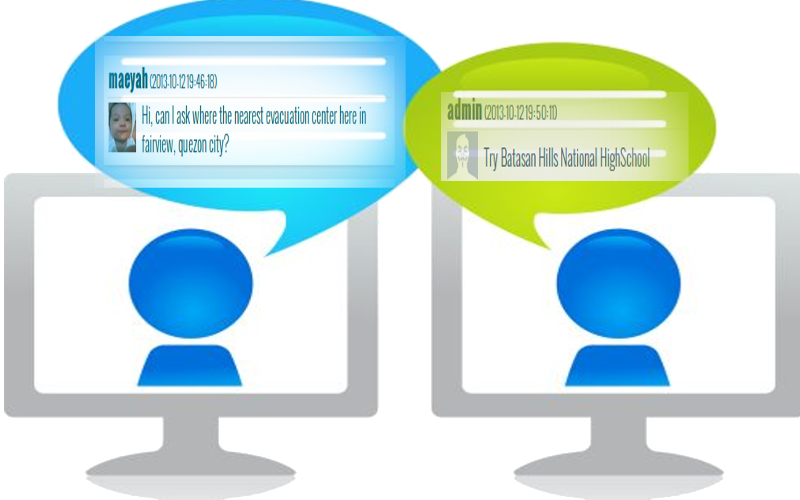 maeyah (2013-10-12 19:46:18)
Hi, can I ask where the nearest evacuation center here in
fairview, quezon city?
admin (2013-10-12 19:50:11)
Try Batasan Hills National HighSchool